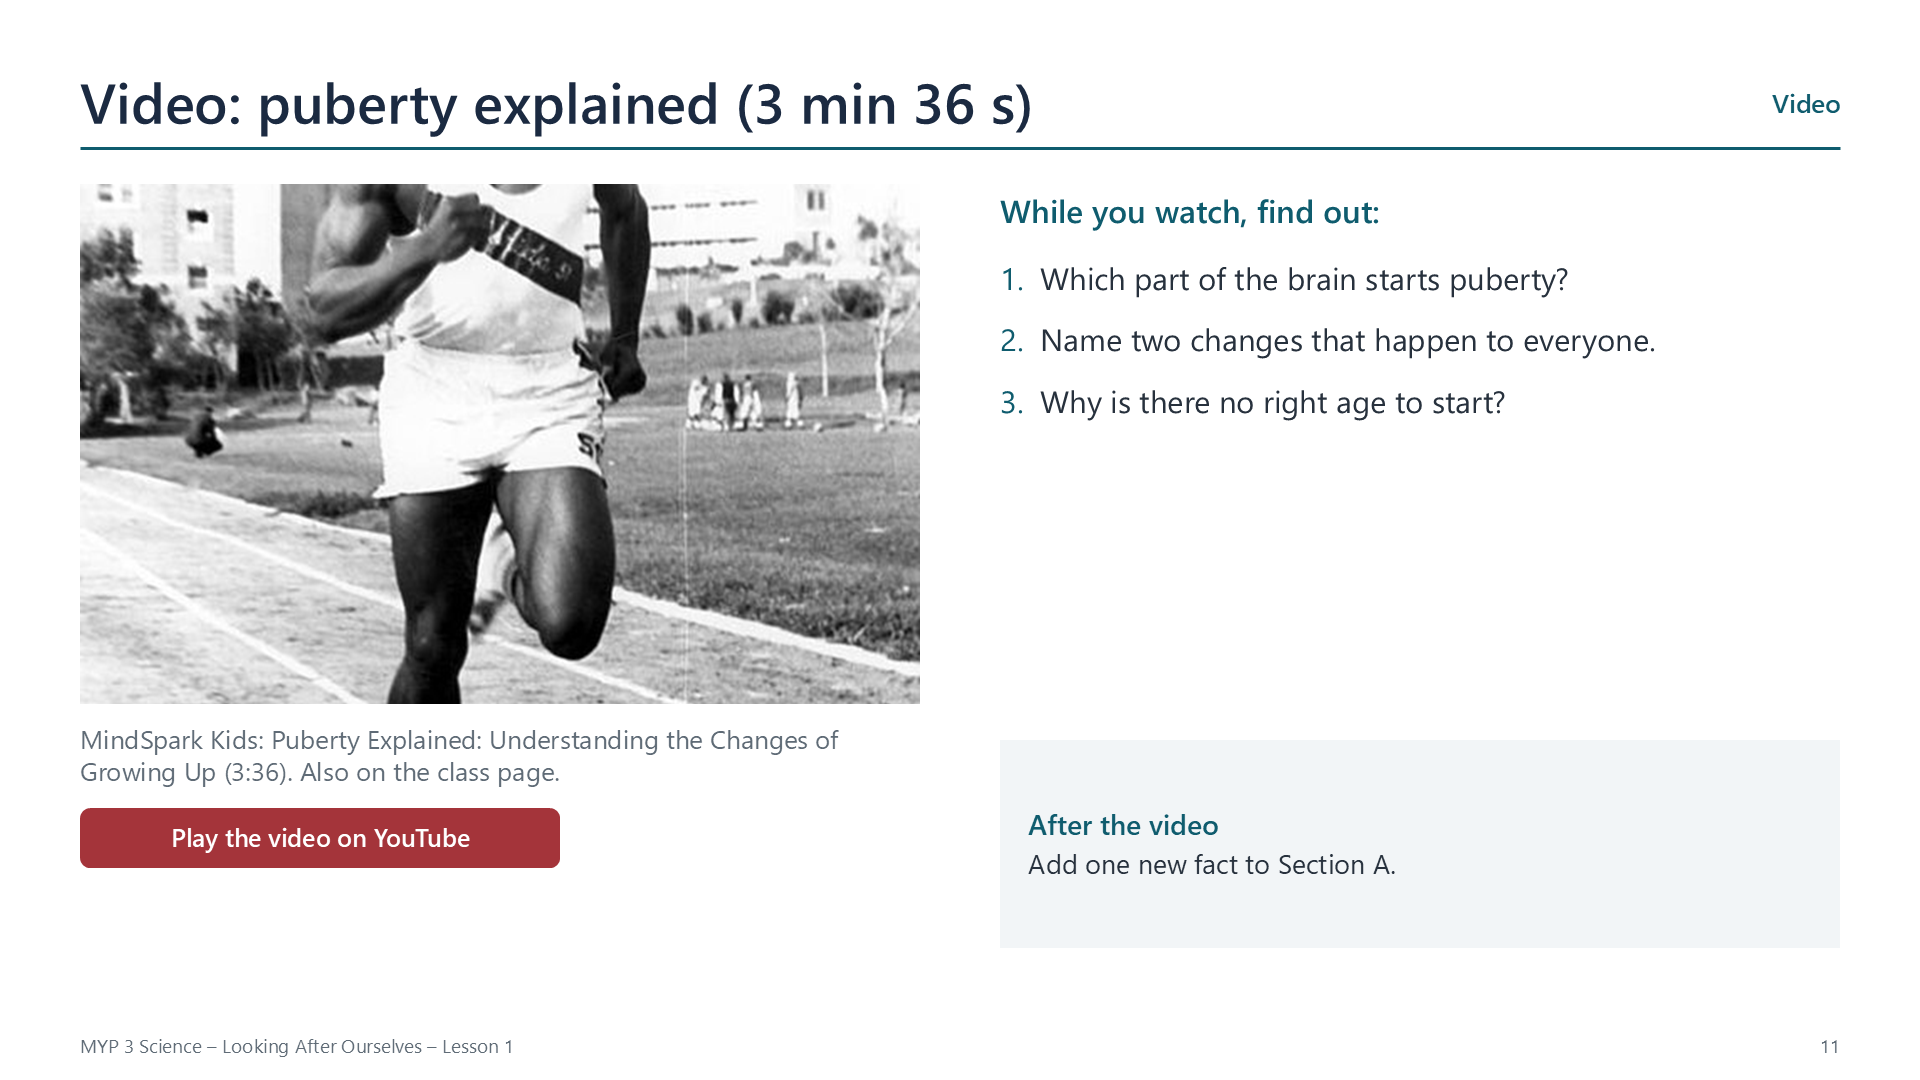 Video: puberty explained (3 min 36 s)
Video
While you watch, find out:
1. Which part of the brain starts puberty?
2. Name two changes that happen to everyone.
3. Why is there no right age to start?
MindSpark Kids: Puberty Explained: Understanding the Changes of
Growing Up (3:36). Also on the class page.
Play the video on YouTube
After the video
Add one new fact to Section A.
MYP 3 Science – Looking After Ourselves – Lesson 1
11